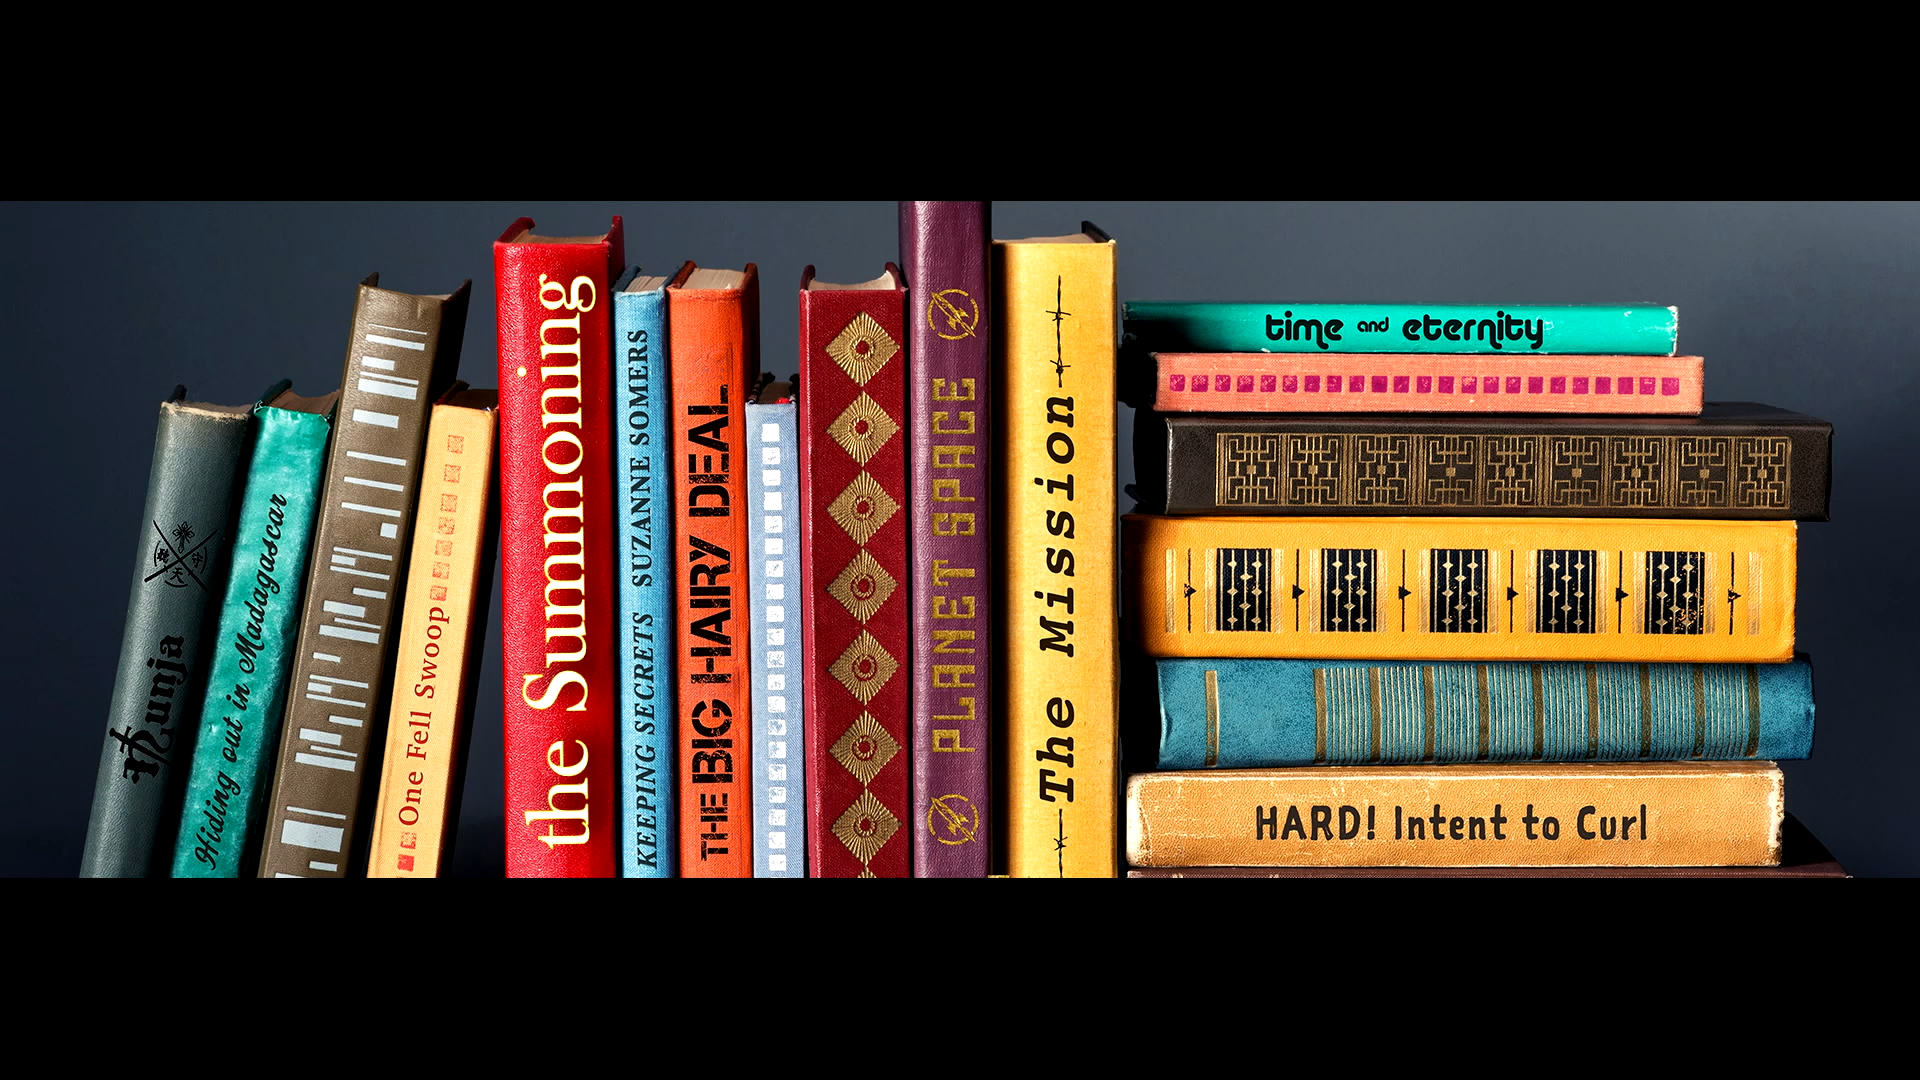 Nunja
Hiding out in Madagascar
One Fell Swoop
the Summoning
KEEPING SECRETS SUZANNE SOMERS
THE BIG HAIRY DEAL
PLANET SPACE
The Mission
time and eternity
HARD! Intent to Curl